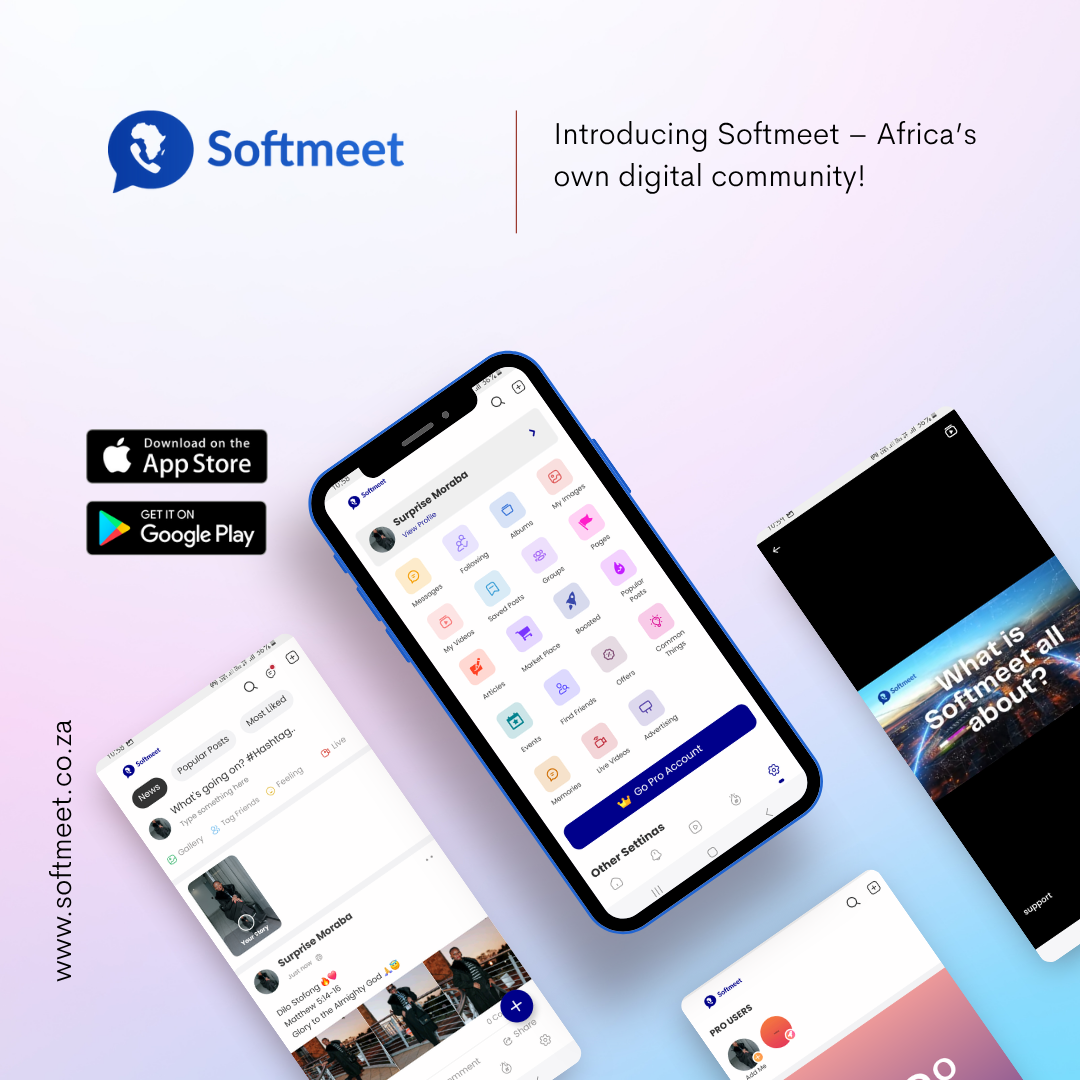 Softmeet
Introducing Softmeet – Africa's
own digital community!
Download on the
App Store
GET IT ON
Google Play
www.softmeet.co.za
Softmeet
Surprise Moraba
View Profile
Messages
Following
Albums
My Images
My Videos
Saved Posts
Groups
Pages
Articles
Market Place
Boosted
Popular
Posts
Events
Find Friends
Offers
Common
Things
Memories
Live Videos
Advertising
Go Pro Account
Other Settings
10:58
Softmeet
News
Popular Posts
Most Liked
What's going on? #Hashtag..
Type something here
Gallery
Tag Friends
Feeling
Live
Your Story
Surprise Moraba
Just now
Dilo Stofong 🔥❤️
Matthew 5:14-16
Glory to the Almighty God 🙏😇
Share
10:59
Softmeet
What is
Softmeet all
about?
support
Softmeet
PRO USERS
Add Me